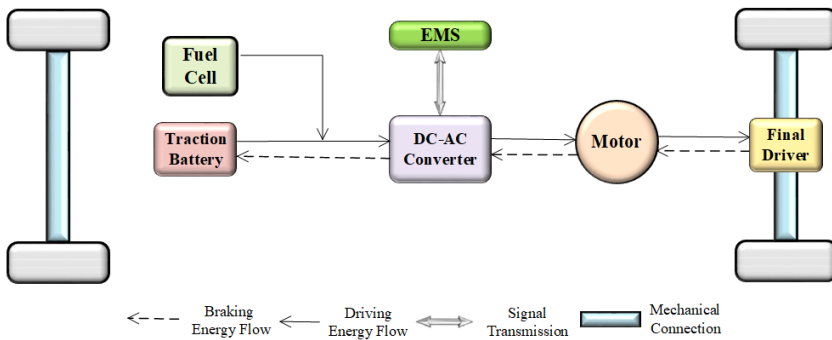 EMS
Fuel
Cell
Traction
Battery
DC-AC
Converter
Motor
Final
Driver
Braking
Energy Flow
Driving
Energy Flow
Signal
Transmission
Mechanical
Connection